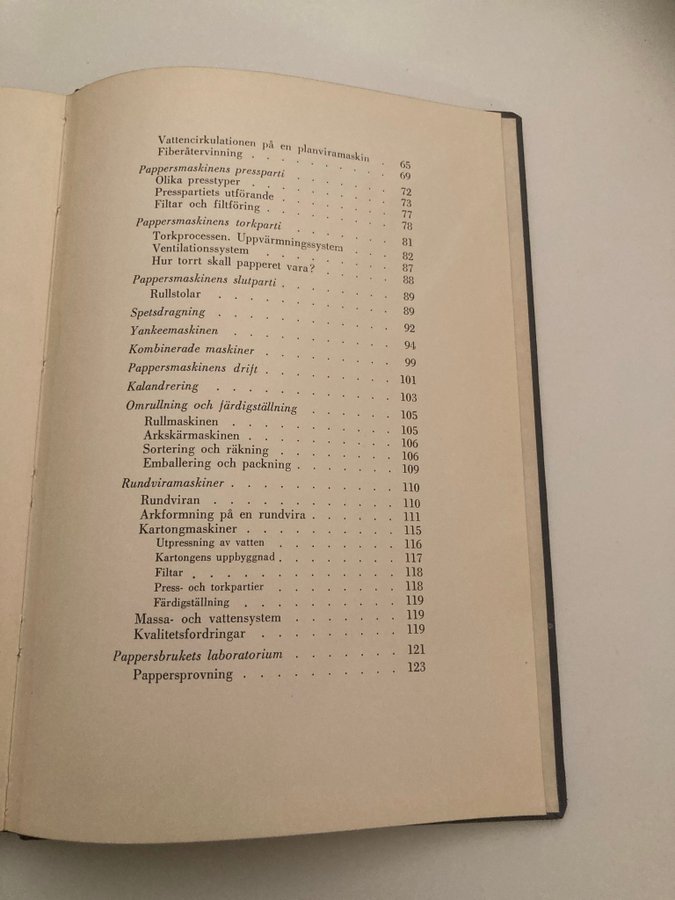 Vattencirkulationen på en planviramaskin . 65
Fiberåtervinning . . . . . . . . 69
Pappersmaskinens pressparti . . . . . . 72
Olika presstyper . . . . . . . . 73
Presspartiets utförande . . . . . . 77
Filtar och filtföring . . . . . . . 78
Pappersmaskinens torkparti . . . . . . 81
Torkprocessen. Uppvärmningssystem . . . 82
Ventilationssystem . . . . . . . 87
Hur torrt skall papperet vara? . . . . 88
Pappersmaskinens slutparti . . . . . . 89
Rullstolar . . . . . . . . . 89
Spetsdragning . . . . . . . . . 92
Yankeemaskinen . . . . . . . . . 94
Kombinerade maskiner . . . . . . . 99
Pappersmaskinens drift . . . . . . . 101
Kalandrering . . . . . . . . . 103
Omrullning och färdigställning . . . . . 105
Rullmaskinen . . . . . . . . 105
Arkskärmaskinen . . . . . . . . 106
Sortering och räkning . . . . . . 106
Emballering och packning . . . . . . 109
Rundviramaskiner . . . . . . . . . 110
Rundviran . . . . . . . . . 110
Arkformning på en rundvira . . . . . 111
Kartongmaskiner . . . . . . . . 115
Utpressning av vatten . . . . . . 116
Kartongens uppbyggnad . . . . . . 117
Filtar . . . . . . . . . . 118
Press- och torkpartier . . . . . . 118
Färdigställning . . . . . . . . 119
Massa- och vattensystem . . . . . . 119
Kvalitetsfordringar . . . . . . . 119
Pappersbrukets laboratorium . . . . . . 121
Pappersprovning . . . . . . . . 123